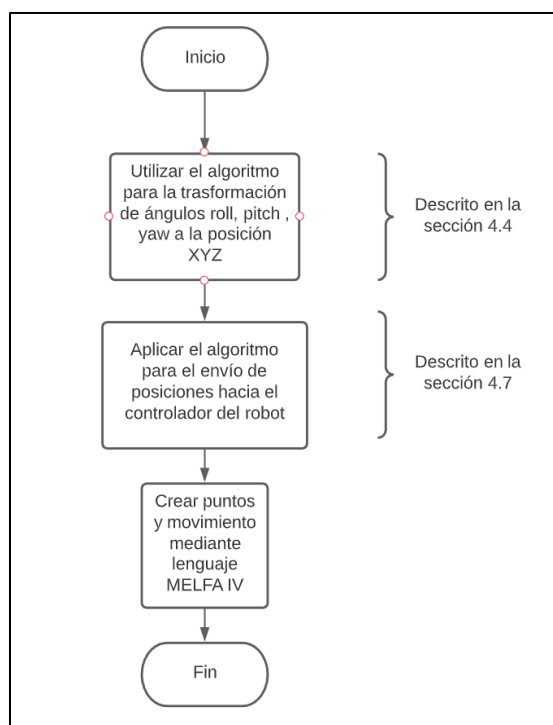 Inicio
Utilizar el algoritmo
para la trasformación
de ángulos roll, pitch ,
yaw a la posición
XYZ
Descrito en la
sección 4.4
Aplicar el algoritmo
para el envío de
posiciones hacia el
controlador del robot
Descrito en la
sección 4.7
Crear puntos
y movimiento
mediante
lenguaje
MELFA IV
Fin